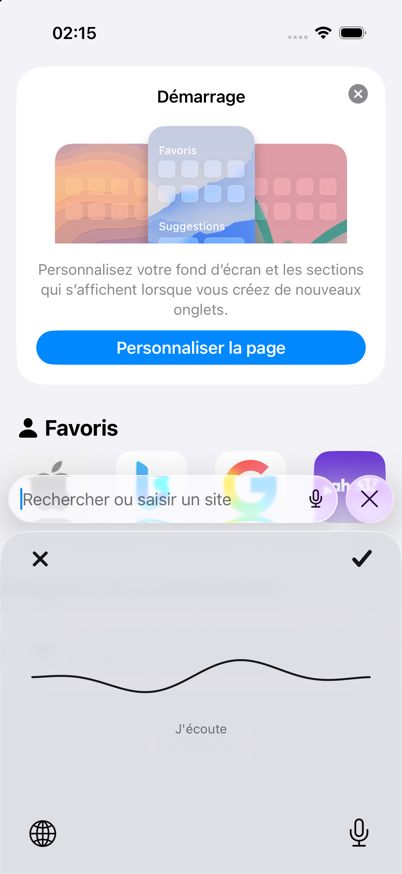 02:15
Démarrage
Favoris
Suggestions
Personnalisez votre fond d’écran et les sections
qui s’affichent lorsque vous créez de nouveaux
onglets.
Personnaliser la page
Favoris
Rechercher ou saisir un site
J'écoute